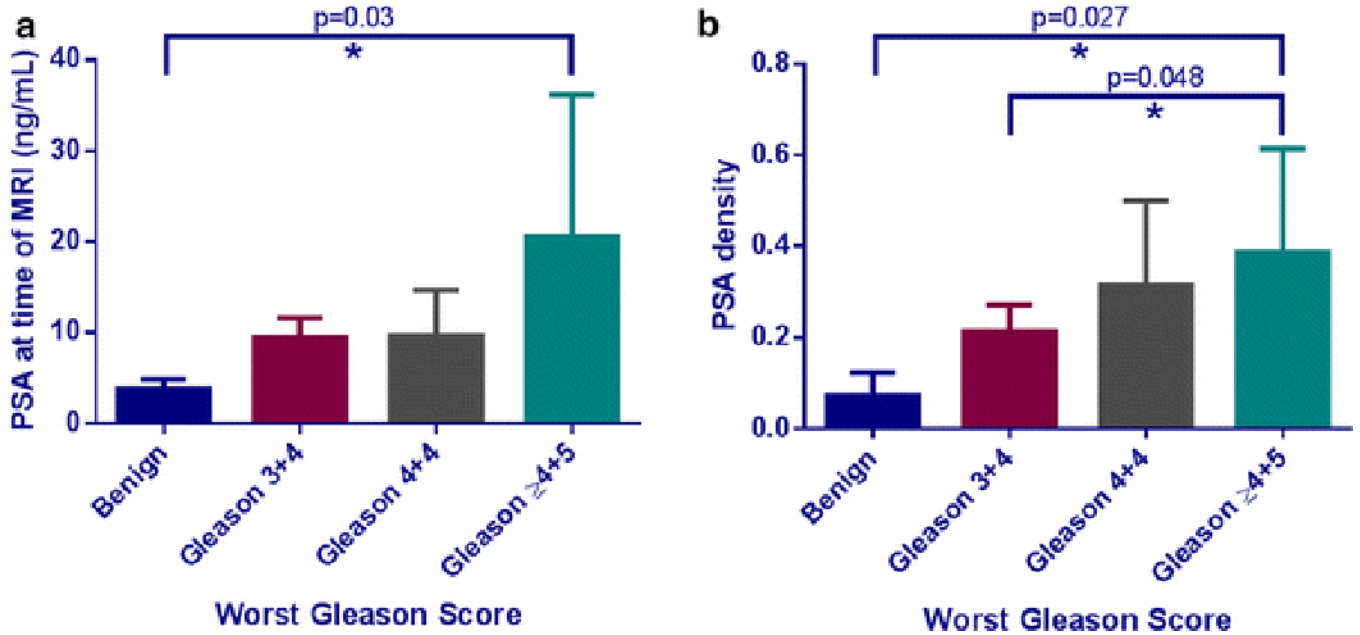 a
p=0.03
*
PSA at time of MRI (ng/mL)
40
30
20
10
0
Benign
Gleason 3+4
Gleason 4+4
Gleason ≥4+5
Worst Gleason Score
b
p=0.027
*
p=0.048
*
PSA density
0.8
0.6
0.4
0.2
0.0
Benign
Gleason 3+4
Gleason 4+4
Gleason ≥4+5
Worst Gleason Score